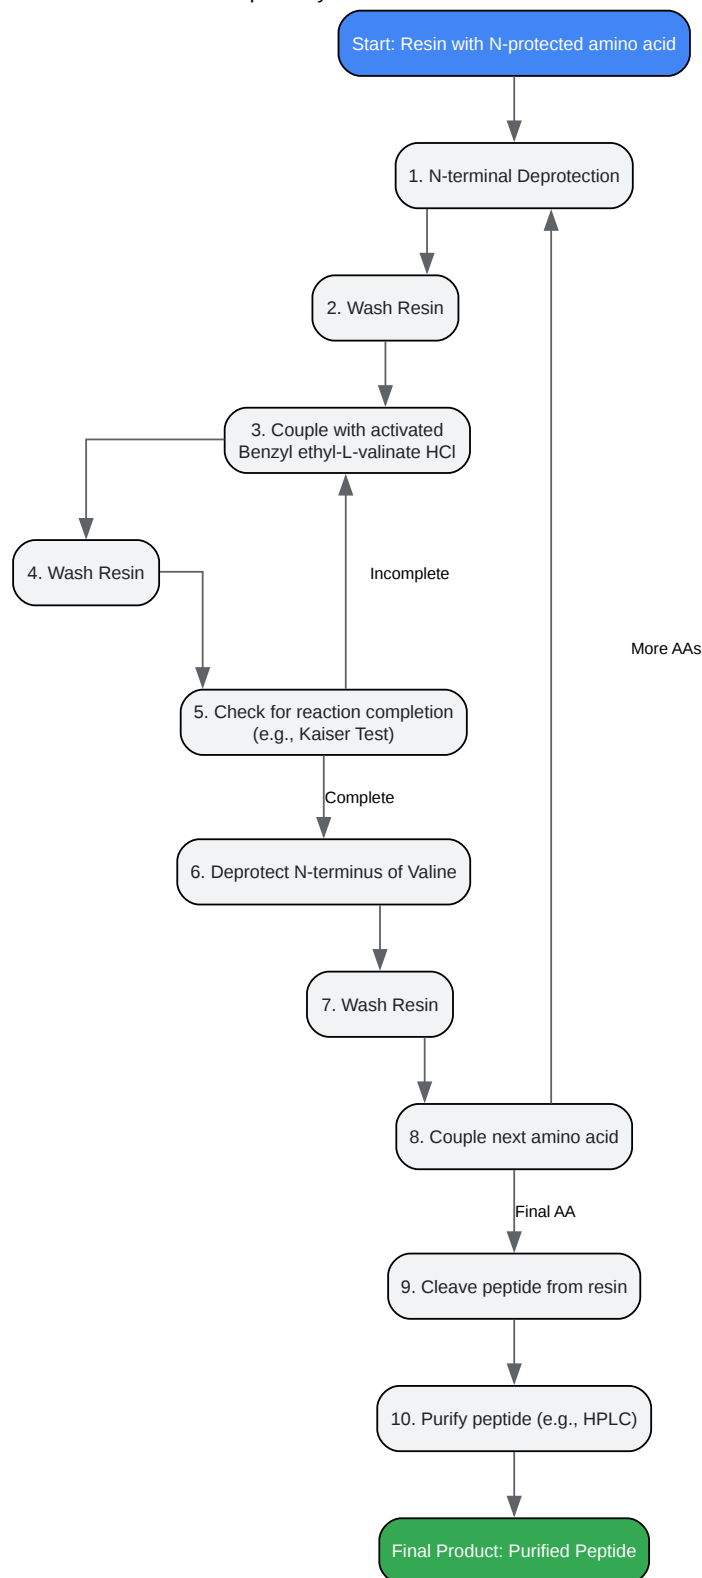 Start: Resin with N-protected amino acid
1. N-terminal Deprotection
2. Wash Resin
3. Couple with activated
Benzyl ethyl-L-valinate HCl
4. Wash Resin
Incomplete
More AAs
5. Check for reaction completion
(e.g., Kaiser Test)
Complete
6. Deprotect N-terminus of Valine
7. Wash Resin
8. Couple next amino acid
Final AA
9. Cleave peptide from resin
10. Purify peptide (e.g., HPLC)
Final Product: Purified Peptide